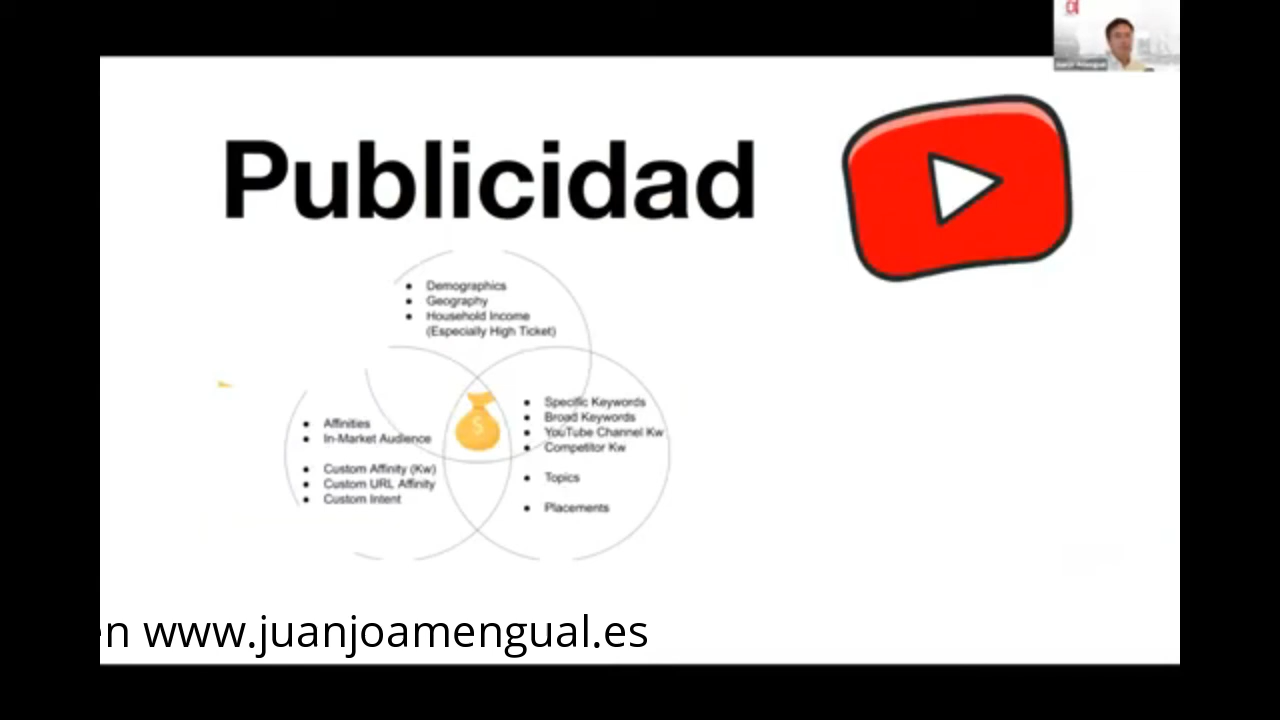 Publicidad
Demographics
Geography
Household Income
(Especially High Ticket)
Affinities
In-Market Audience
Custom Affinity (Kw)
Custom URL Affinity
Custom Intent
$
Specific Keywords
Broad Keywords
YouTube Channel Kw
Competitor Kw
Topics
Placements
en www.juanjoamengual.es